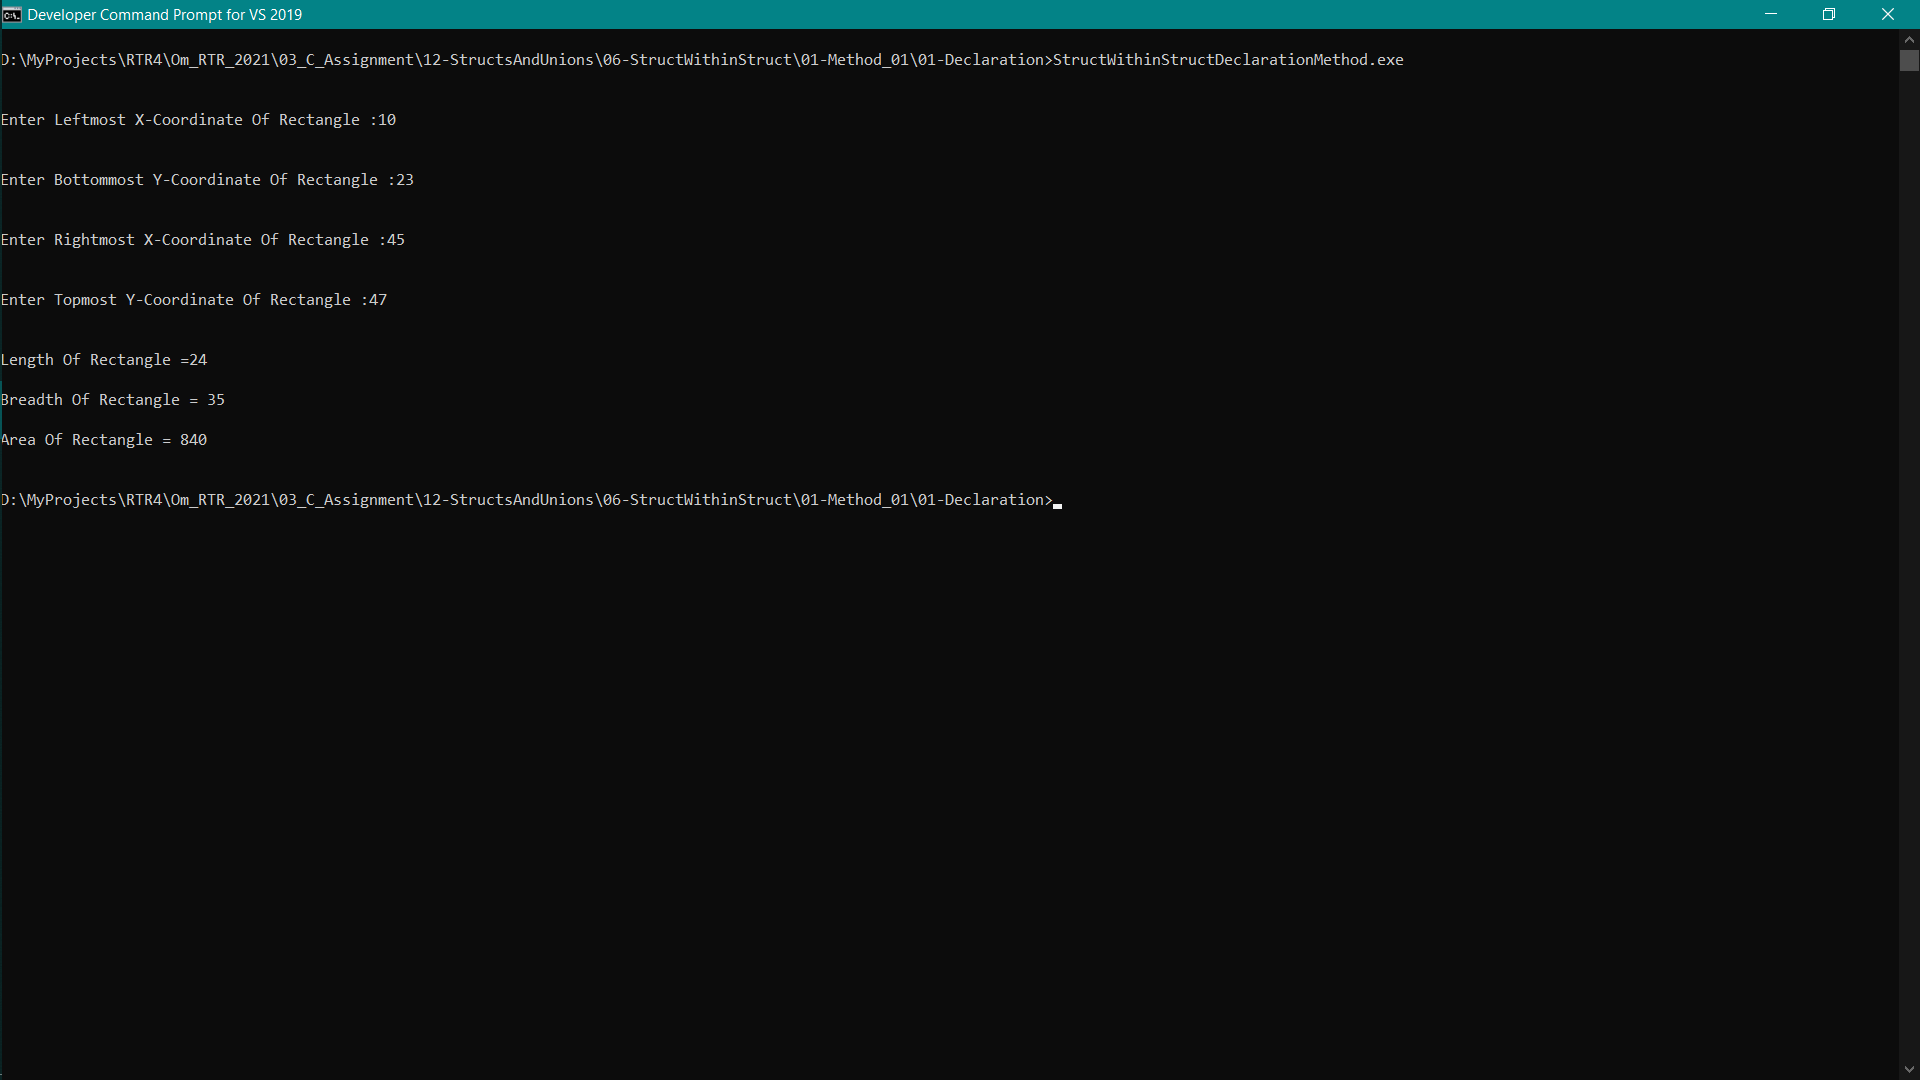 Developer Command Prompt for VS 2019
D:\MyProjects\RTR4\Om_RTR_2021\03_C_Assignment\12-StructsAndUnions\06-StructWithinStruct\01-Method_01\01-Declaration>StructWithinStructDeclarationMethod.exe
Enter Leftmost X-Coordinate Of Rectangle :10
Enter Bottommost Y-Coordinate Of Rectangle :23
Enter Rightmost X-Coordinate Of Rectangle :45
Enter Topmost Y-Coordinate Of Rectangle :47
Length Of Rectangle =24
Breadth Of Rectangle = 35
Area Of Rectangle = 840
D:\MyProjects\RTR4\Om_RTR_2021\03_C_Assignment\12-StructsAndUnions\06-StructWithinStruct\01-Method_01\01-Declaration>